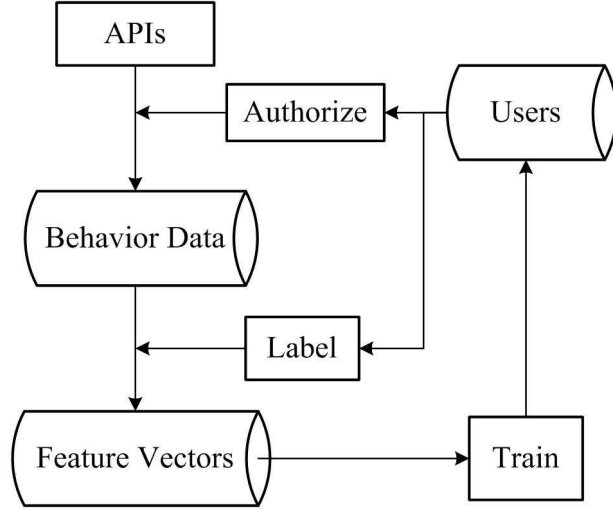 APIs
Authorize
Users
Behavior Data
Label
Feature Vectors
Train